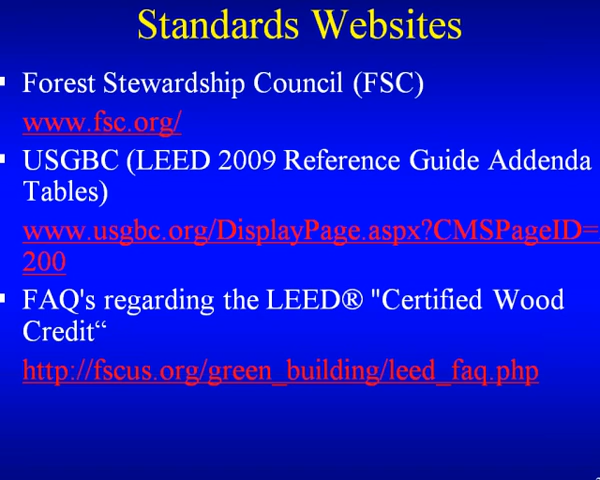 Standards Websites
▪ Forest Stewardship Council (FSC)
www.fsc.org/
▪ USGBC (LEED 2009 Reference Guide Addenda
Tables)
www.usgbc.org/DisplayPage.aspx?CMSPageID=
200
▪ FAQ's regarding the LEED® "Certified Wood
Credit“
http://fscus.org/green_building/leed_faq.php